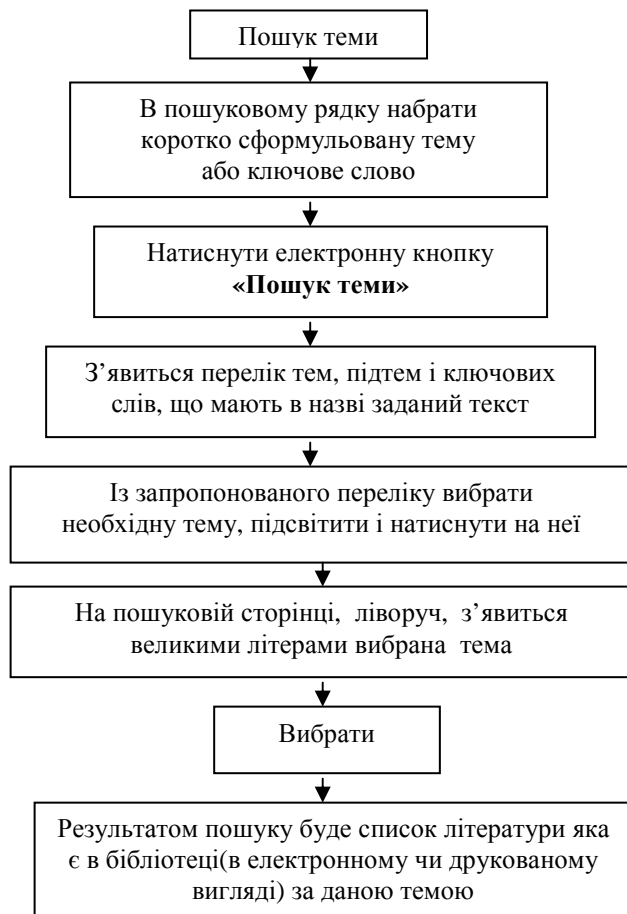 Пошук теми
В пошуковому рядку набрати
коротко сформульовану тему
або ключове слово
Натиснути електронну кнопку
«Пошук теми»
З’явиться перелік тем, підтем і ключових
слів, що мають в назві заданий текст
Із запропонованого переліку вибрати
необхідну тему, підсвітити і натиснути на неї
На пошуковій сторінці, ліворуч, з’явиться
великими літерами вибрана тема
Вибрати
Результатом пошуку буде список літератури яка
є в бібліотеці(в електронному чи друкованому
вигляді) за даною темою